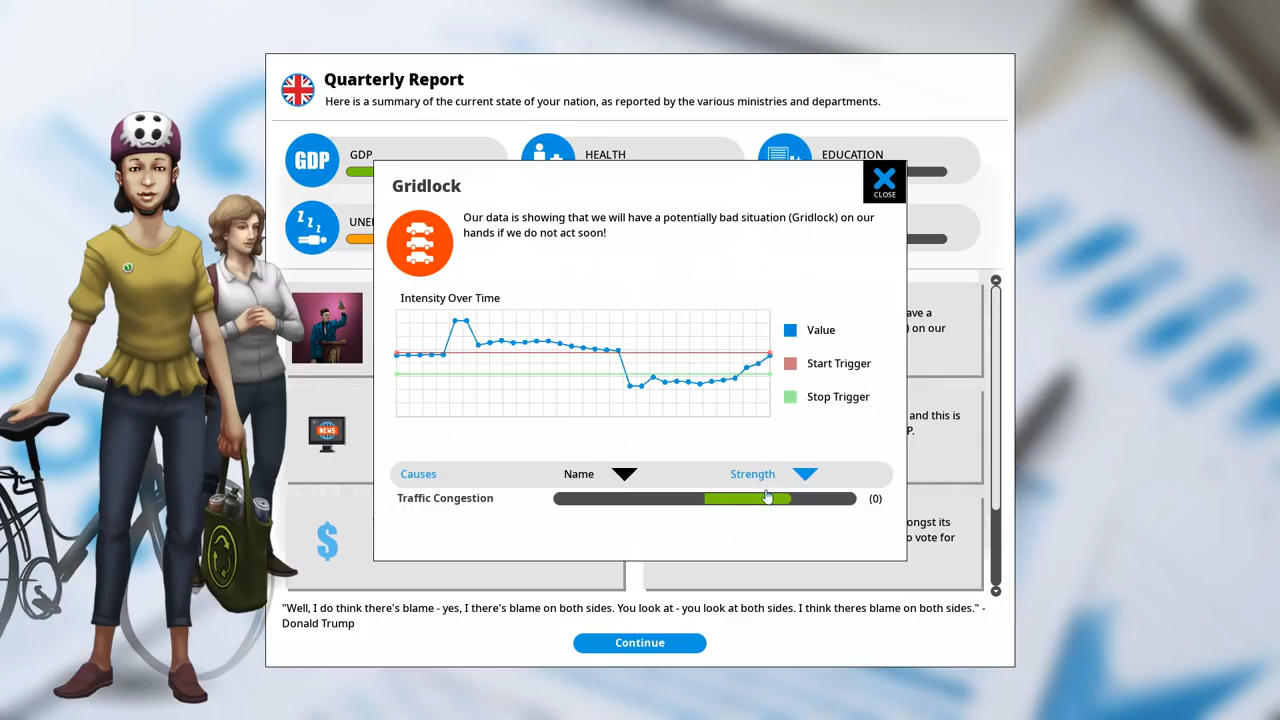 Quarterly Report
Here is a summary of the current state of your nation, as reported by the various ministries and departments.
GDP
GDP
HEALTH
EDUCATION
Z Z Z
UNE
Gridlock
CLOSE
Our data is showing that we will have a potentially bad situation (Gridlock) on our
hands if we do not act soon!
Intensity Over Time
Value
Start Trigger
Stop Trigger
ave a
) on our
NEWS
and this is
P.
Causes
Name
Strength
Traffic Congestion
(0)
$
ongst its
o vote for
"Well, I do think there's blame - yes, I there's blame on both sides. You look at - you look at both sides. I think theres blame on both sides." -
Donald Trump
Continue